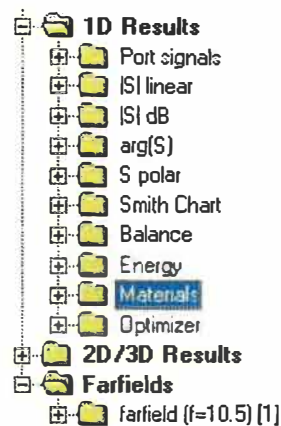 1D Results
Port signals
|S| linear
|S| dB
arg(S)
S polar
Smith Chart
Balance
Energy
Materials
Optimizer
2D/3D Results
Farfields
farfield (f=10.5) [1]